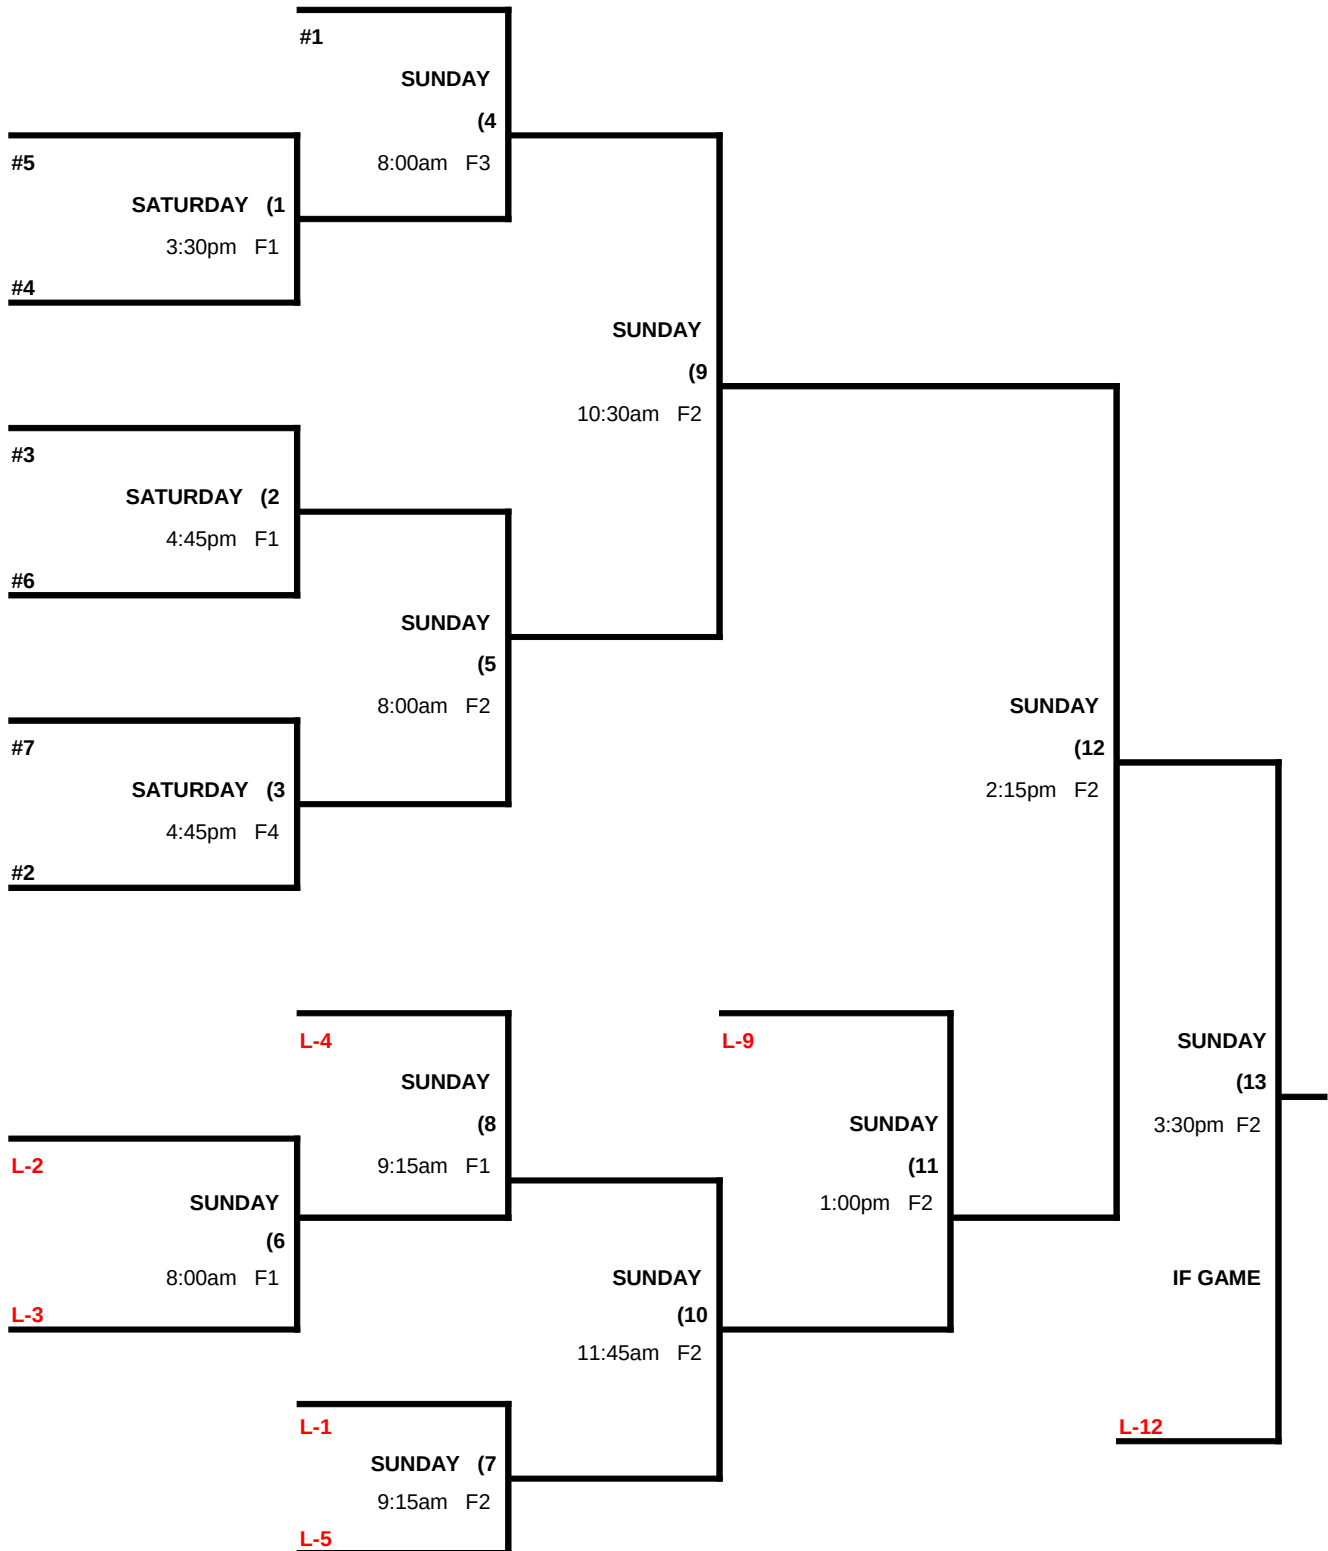 #1
SUNDAY
(4
8:00am F3
#5
SATURDAY (1
3:30pm F1
#4
SUNDAY
(9
10:30am F2
#3
SATURDAY (2
4:45pm F1
#6
SUNDAY
(5
8:00am F2
#7
SATURDAY (3
4:45pm F4
#2
SUNDAY
(12
2:15pm F2
L-4
SUNDAY
(8
9:15am F1
L-2
SUNDAY
(6
8:00am F1
L-3
L-9
SUNDAY
(11
1:00pm F2
SUNDAY
(13
3:30pm F2
IF GAME
SUNDAY
(10
11:45am F2
L-1
SUNDAY (7
9:15am F2
L-5
L-12